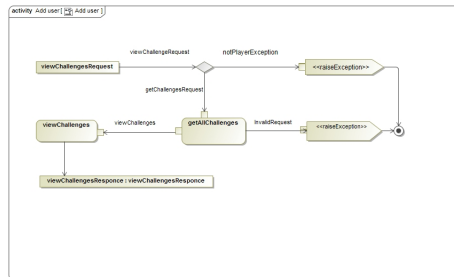 activity Add user [ Add user ]
viewChallengeRequest
notPlayerException
viewChallengesRequest
<<raiseException>>
getChallengesRequest
viewChallenges
viewChallenges
getAllChallenges
InvalidRequest
<<raiseException>>
viewChallengesResponce : viewChallengesResponce